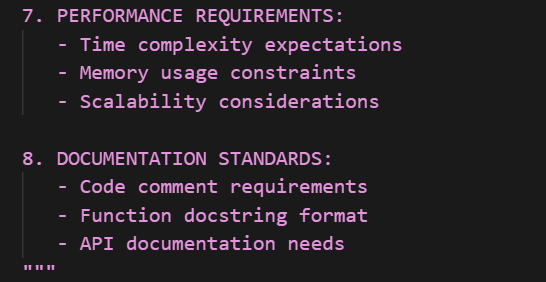 7. PERFORMANCE REQUIREMENTS:
- Time complexity expectations
- Memory usage constraints
- Scalability considerations
8. DOCUMENTATION STANDARDS:
- Code comment requirements
- Function docstring format
- API documentation needs
"""